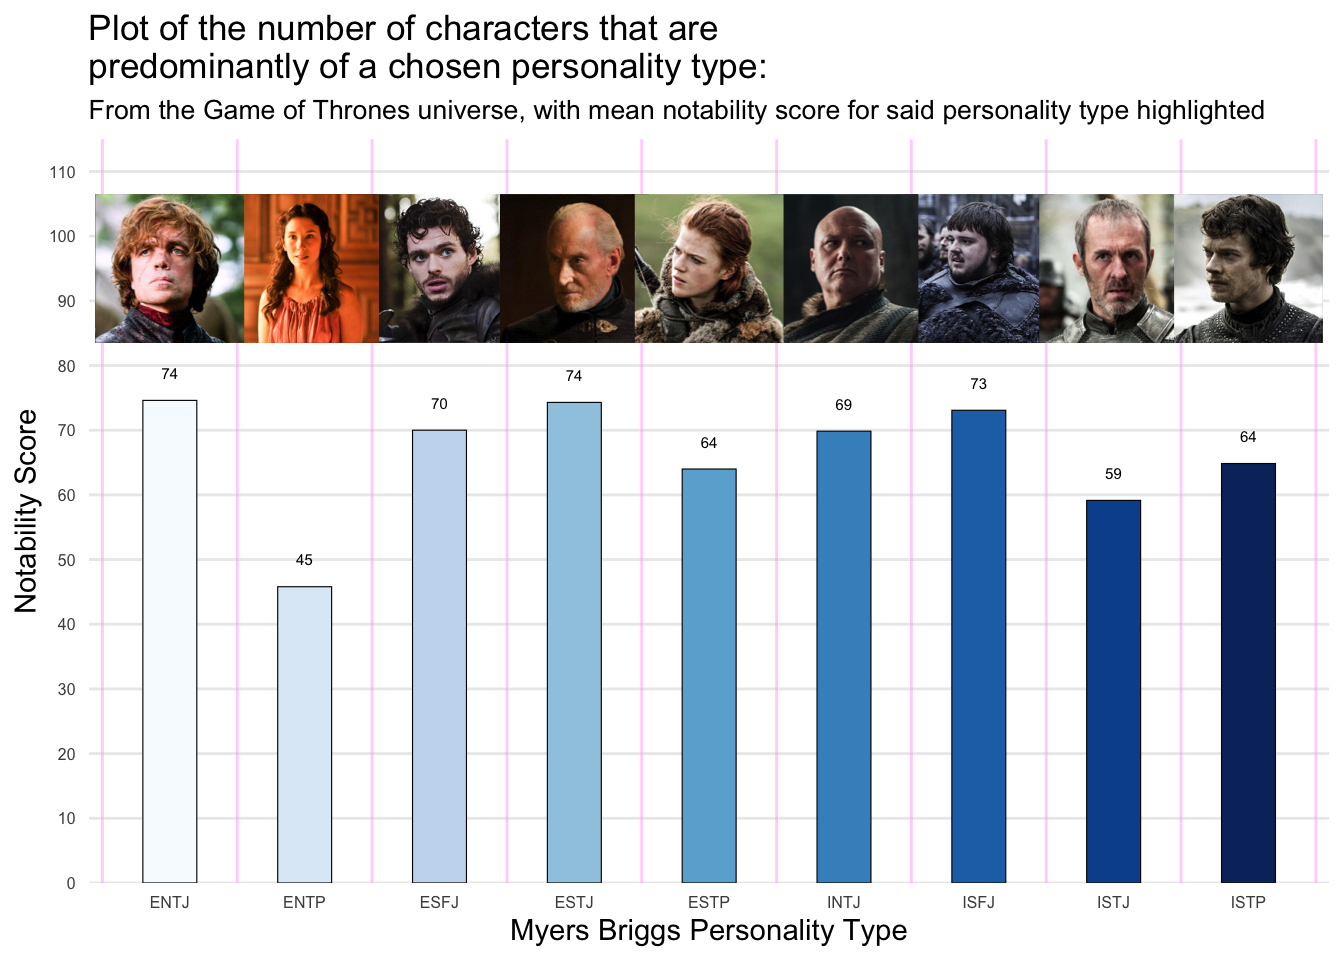 Plot of the number of characters that are
predominantly of a chosen personality type:
From the Game of Thrones universe, with mean notability score for said personality type highlighted
110
100
90
80
70
60
50
40
30
20
10
0
Notability Score
74
45
70
74
64
69
73
59
64
ENTJ
ENTP
ESFJ
ESTJ
ESTP
INTJ
ISFJ
ISTJ
ISTP
Myers Briggs Personality Type